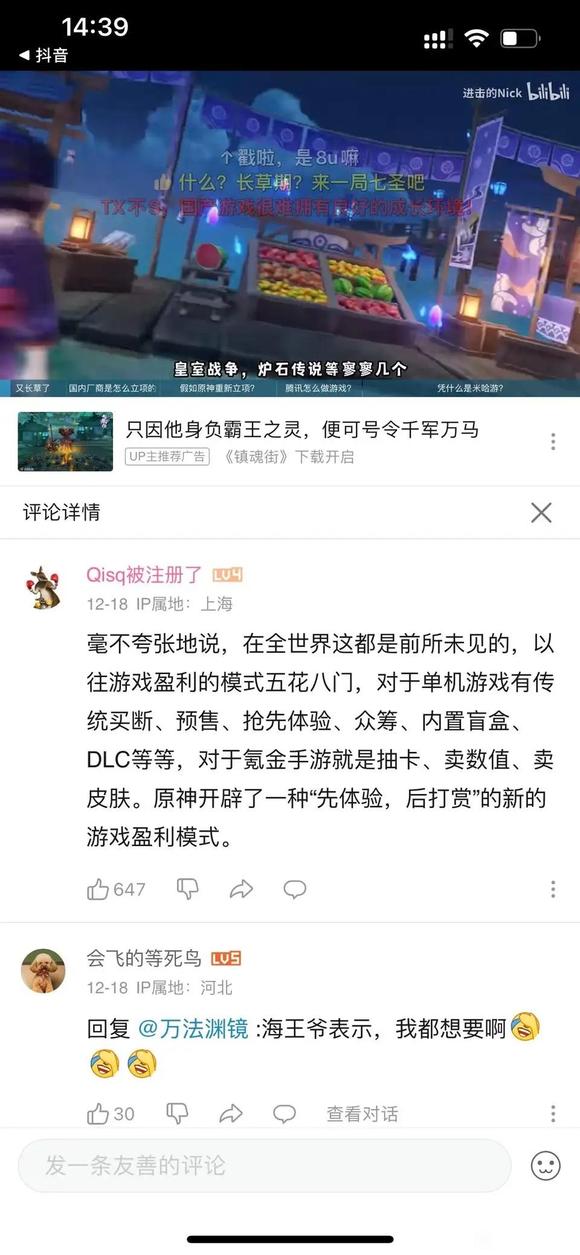 14:39
◀ 抖音
进击的Nick bilibili
个戳啦，是8u嘛
什么？长草期？来一局七圣吧
TX不S，国产游戏很难拥有良好的成长环境！
皇室战争，炉石传说等寥寥几个
又长草了 国内厂商是怎么立项的 假如原神重新立项？ 腾讯怎么做游戏？ 凭什么是米哈游？
只因他身负霸王之灵，便可号令千军万马
UP主推荐广告 《镇魂街》下载开启
评论详情
Qisq被注册了 LV4
12-18 IP属地：上海
毫不夸张地说，在全世界这都是前所未见的，以
往游戏盈利的模式五花八门，对于单机游戏有传
统买断、预售、抢先体验、众筹、内置盲盒、
DLC等等，对于氪金手游就是抽卡、卖数值、卖
皮肤。原神开辟了一种“先体验，后打赏”的新的
游戏盈利模式。
647
会飞的等死鸟 LV5
12-18 IP属地：河北
回复 @万法渊镜 :海王爷表示，我都想要啊
30 查看对话
发一条友善的评论